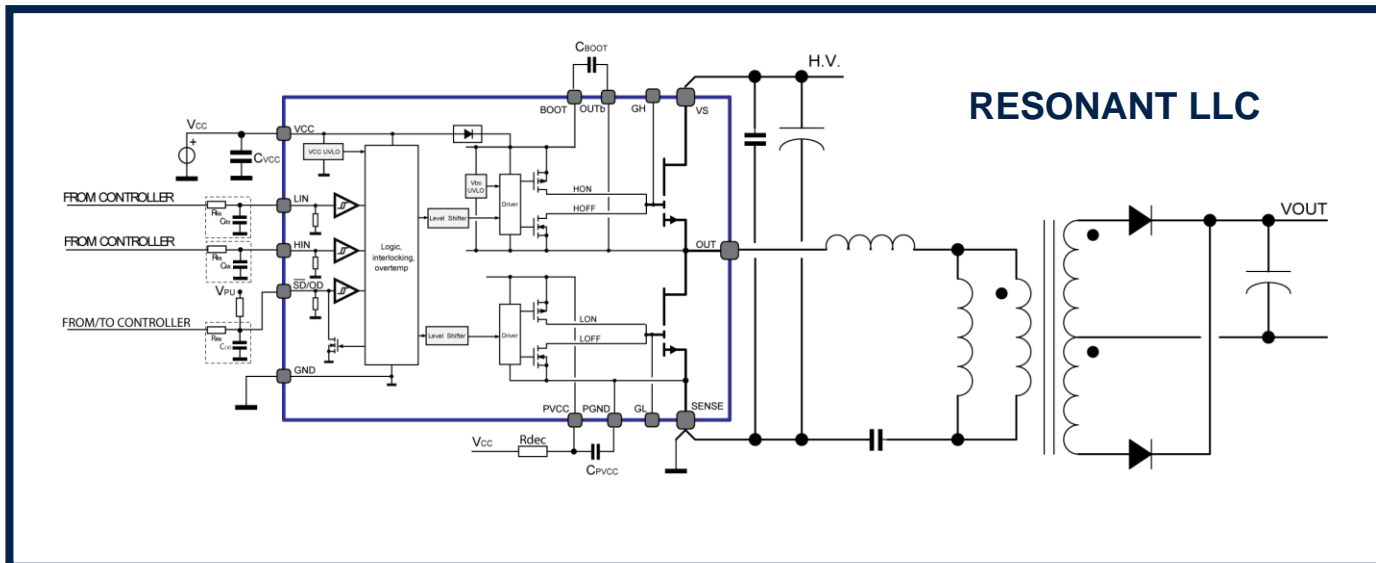 RESONANT LLC
CBOOT
H.V.
BOOT
OUTb
GH
VS
VCC
VCC
VCC UVLO
CVCC
FROM CONTROLLER
LIN
Vbo
UVLO
Driver
HON
HOFF
Level Shifter
FROM CONTROLLER
HIN
Logic,
interlocking,
overtemp
OUT
VOUT
SD/OD
VPU
FROM/TO CONTROLLER
LON
Level Shifter
Driver
LOFF
GND
PVCC
PGND
GL
SENSE
VCC
Rdec
CPVCC